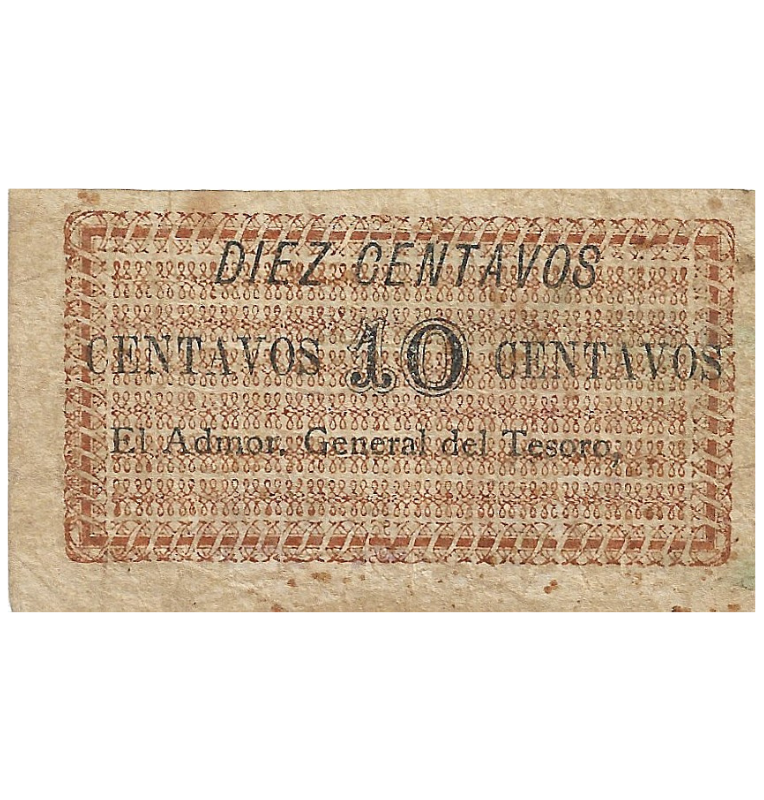 DIEZ CENTAVOS
CENTAVOS 10 CENTAVOS
El Admor. General del Tesoro,